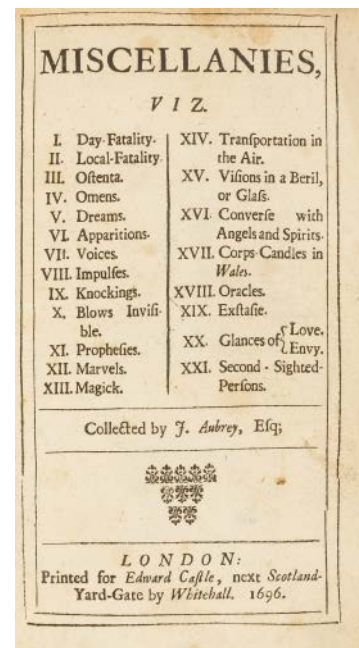 MISCELLANIES,
VIZ.
I. Day-Fatality.
II. Local-Fatality.
III. Oſtenta.
IV. Omens.
V. Dreams.
VI. Apparitions.
VII. Voices.
VIII. Impulſes.
IX. Knockings.
X. Blows Inviſi-
ble.
XI. Propheſies.
XII. Marvels.
XIII. Magick.
XIV. Tranſportation in
the Air.
XV. Viſions in a Beril,
or Glaſs.
XVI. Converſe with
Angels and Spirits.
XVII. Corps-Candles in
Wales.
XVIII. Oracles.
XIX. Exſtaſie.
XX. Glances of { Love.
Envy.
XXI. Second-Sighted-
Perſons.
Collected by J. Aubrey, Eſq;
LONDON:
Printed for Edward Caſtle, next Scotland-
Yard-Gate by Whitehall. 1696.